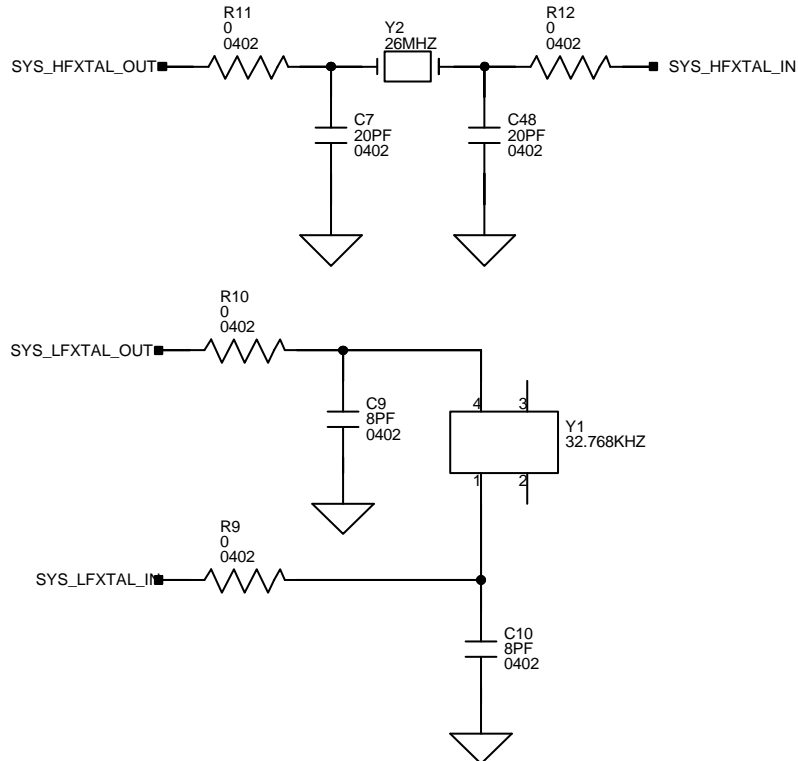 R11
0
0402
Y2
26MHZ
R12
0
0402
SYS_HFXTAL_OUT
SYS_HFXTAL_IN
C7
20PF
0402
C48
20PF
0402
R10
0
0402
SYS_LFXTAL_OUT
C9
8PF
0402
4
3
Y1
32.768KHZ
1
2
R9
0
0402
SYS_LFXTAL_IN
C10
8PF
0402